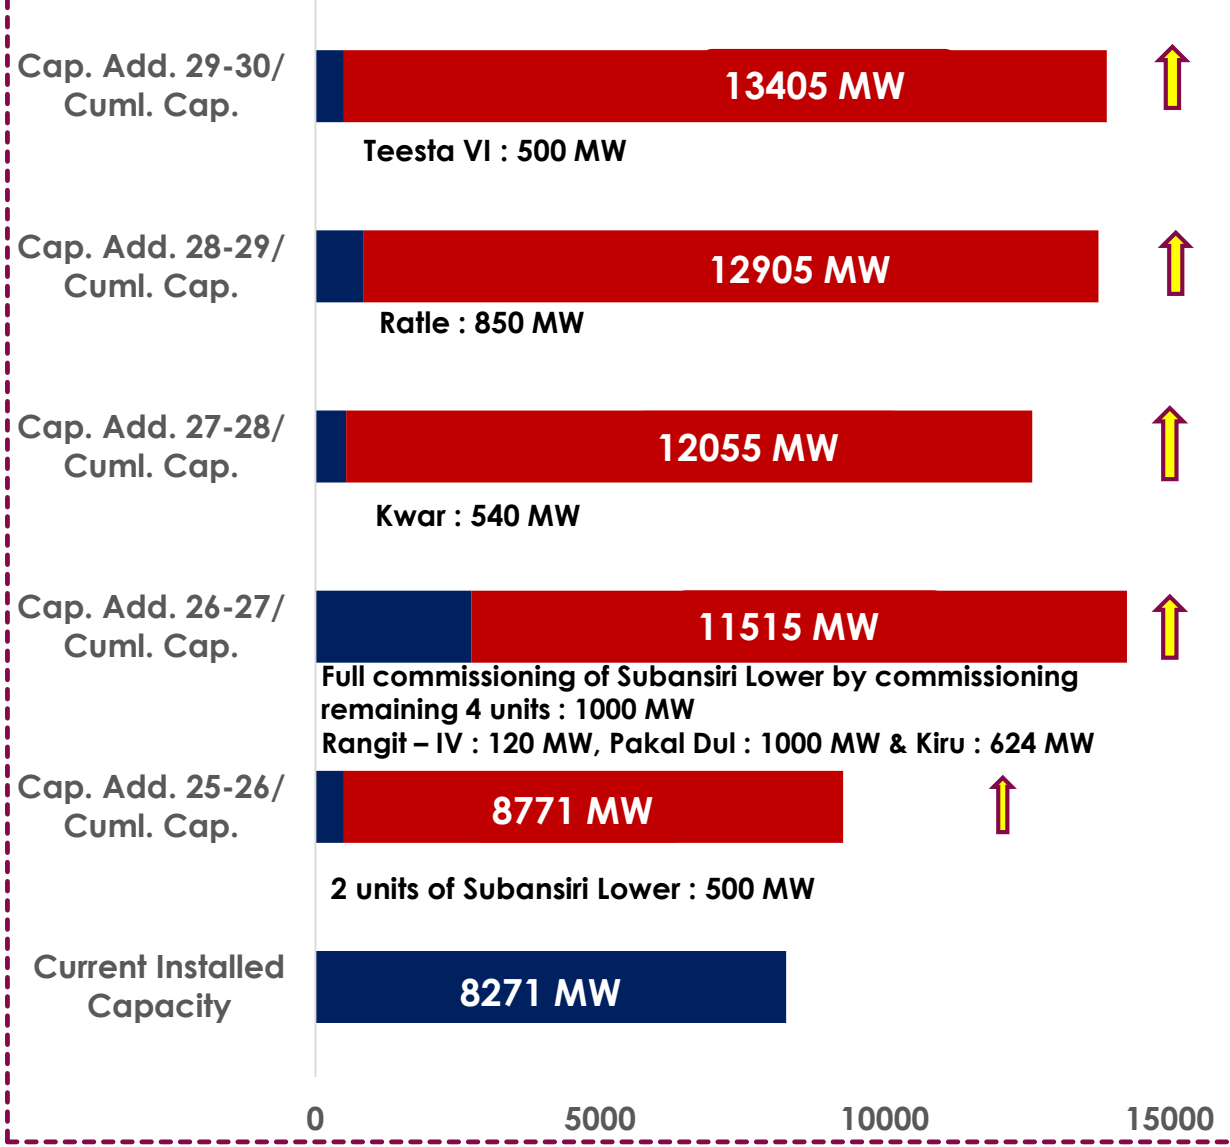 Cap. Add. 29-30/
Cuml. Cap.
13405 MW
Teesta VI : 500 MW
Cap. Add. 28-29/
Cuml. Cap.
12905 MW
Ratle : 850 MW
Cap. Add. 27-28/
Cuml. Cap.
12055 MW
Kwar : 540 MW
Cap. Add. 26-27/
Cuml. Cap.
11515 MW
Full commissioning of Subansiri Lower by commissioning
remaining 4 units : 1000 MW
Rangit – IV : 120 MW, Pakal Dul : 1000 MW & Kiru : 624 MW
Cap. Add. 25-26/
Cuml. Cap.
8771 MW
2 units of Subansiri Lower : 500 MW
Current Installed
Capacity
8271 MW
0 5000 10000 15000